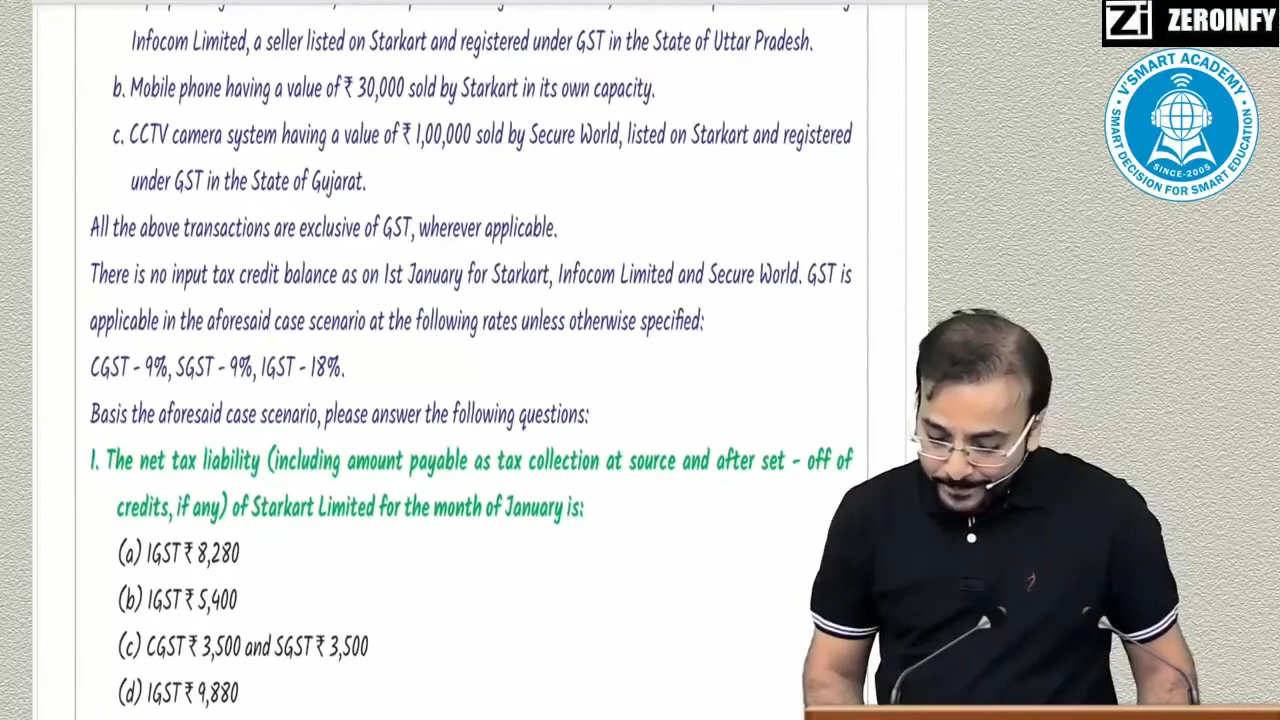 ZEROINFY
V'SMART ACADEMY
SINCE-2005
SMART DECISION FOR SMART EDUCATION
Infocom Limited, a seller listed on Starkart and registered under GST in the State of Uttar Pradesh.
b. Mobile phone having a value of ₹ 30,000 sold by Starkart in its own capacity.
c. CCTV camera system having a value of ₹ 1,00,000 sold by Secure World, listed on Starkart and registered
under GST in the State of Gujarat.
All the above transactions are exclusive of GST, wherever applicable.
There is no input tax credit balance as on 1st January for Starkart, Infocom Limited and Secure World. GST is
applicable in the aforesaid case scenario at the following rates unless otherwise specified:
CGST - 9%, SGST - 9%, IGST - 18%.
Basis the aforesaid case scenario, please answer the following questions:
1. The net tax liability (including amount payable as tax collection at source and after set - off of
credits, if any) of Starkart Limited for the month of January is:
(a) IGST ₹ 8,280
(b) IGST ₹ 5,400
(c) CGST ₹ 3,500 and SGST ₹ 3,500
(d) IGST ₹ 9,880